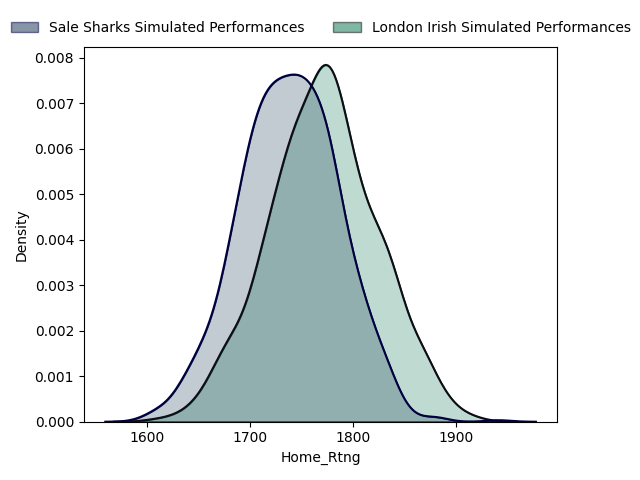 Sale Sharks Simulated Performances London Irish Simulated Performances
0.008
0.007
0.006
0.005
0.004
0.003
0.002
0.001
0.000
Density
1600 1700 1800 1900
Home_Rtng